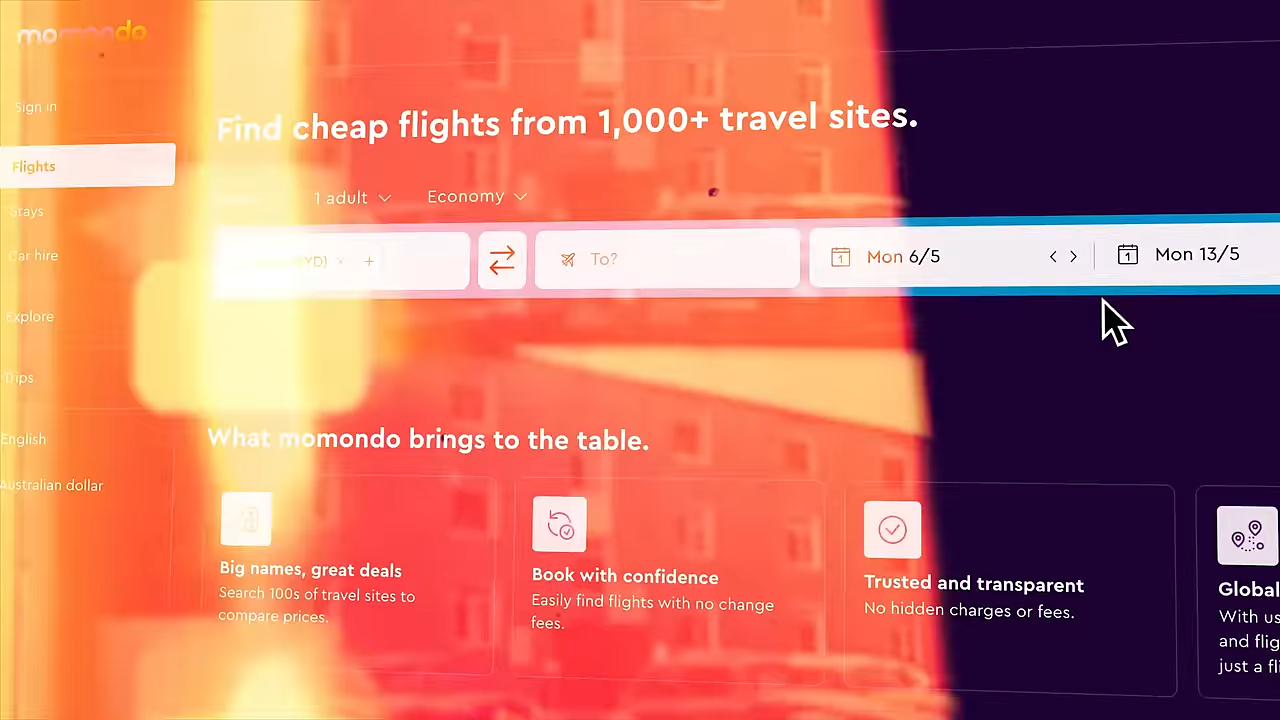 momondo
Sign in
Flights
Stays
Car hire
Explore
Trips
English
Australian dollar
Find cheap flights from 1,000+ travel sites.
1 adult
Economy
YD) × +
To?
Mon 6/5
Mon 13/5
What momondo brings to the table.
Big names, great deals
Search 100s of travel sites to
compare prices.
Book with confidence
Easily find flights with no change
fees.
Trusted and transparent
No hidden charges or fees.
Global
With us
and flig
just a fl